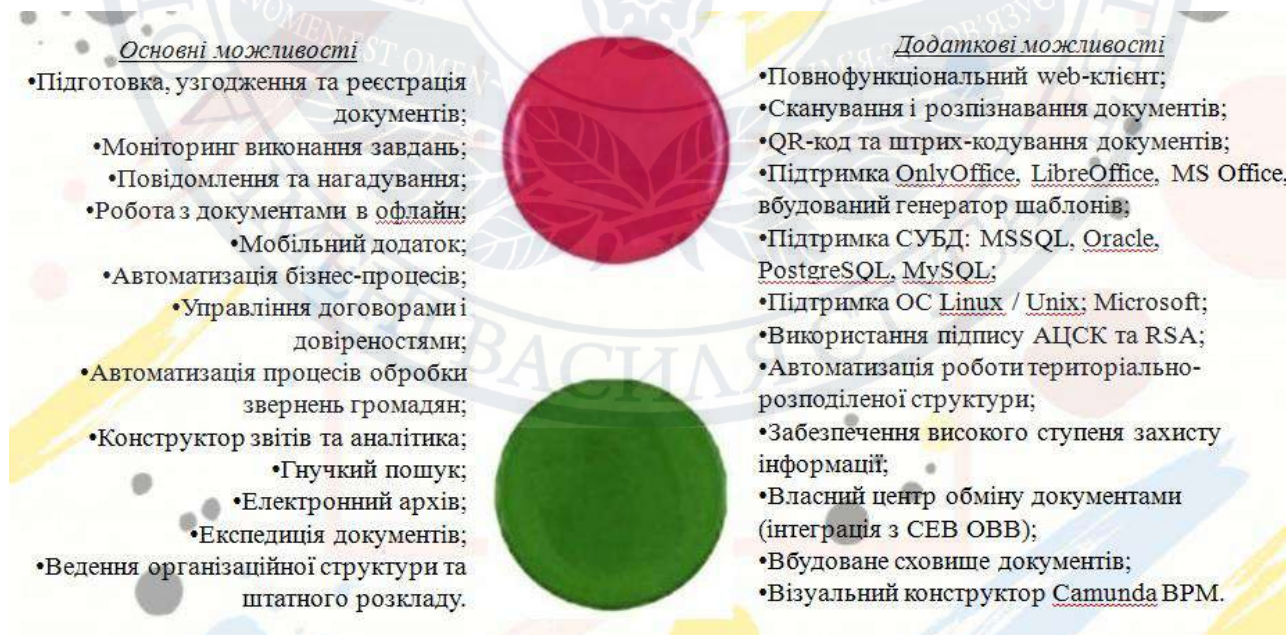 NOMEN EST OMEN
Основні можливості
•Підготовка, узгодження та реєстрація
документів;
•Моніторинг виконання завдань;
•Повідомлення та нагадування;
•Робота з документами в офлайн;
•Мобільний додаток;
•Автоматизація бізнес-процесів;
•Управління договорами і
довіреностями;
•Автоматизація процесів обробки
звернень громадян;
•Конструктор звітів та аналітика;
•Гнучкий пошук;
•Електронний архів;
•Експедиція документів;
•Ведення організаційної структури та
штатного розкладу.
Додаткові можливості
•Повнофункціональний web-клієнт;
•Сканування і розпізнавання документів;
•QR-код та штрих-кодування документів;
•Підтримка OnlyOffice, LibreOffice, MS Office,
вбудований генератор шаблонів;
•Підтримка СУБД: MSSQL, Oracle,
PostgreSQL, MySQL;
•Підтримка ОС Linux / Unix; Microsoft;
•Використання підпису АЦСК та RSA;
•Автоматизація роботи територіально-
розподіленої структури;
•Забезпечення високого ступеня захисту
інформації;
•Власний центр обміну документами
(інтеграція з СЕВ ОВВ);
•Вбудоване сховище документів;
•Візуальний конструктор Camunda BPM.